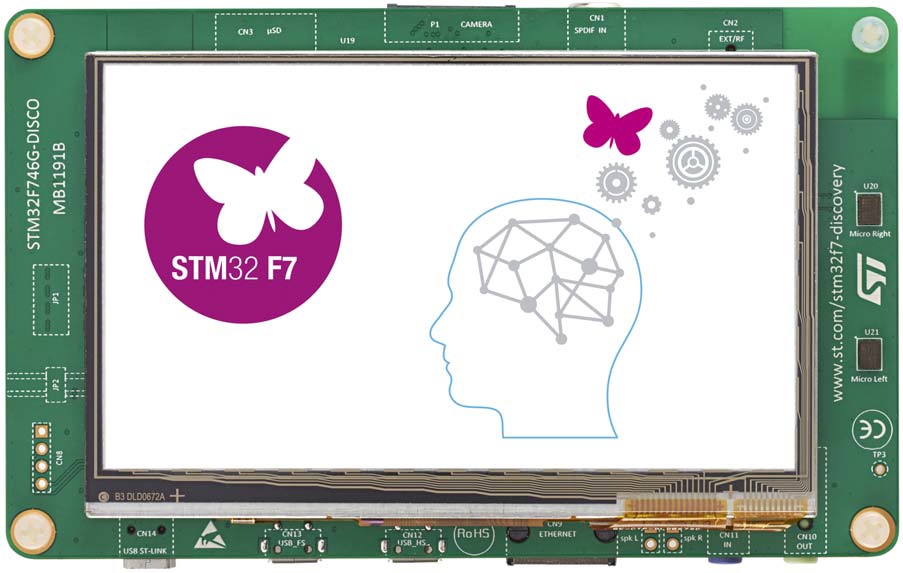 CN3 µSD
U19
P1 CAMERA
CN1
SPDIF IN
CN2
EXT/RF
STM32F746G-DISCO
MB1191B
STM32 F7
U20
Micro Right
www.st.com/stm32f7-discovery
ST
U21
Micro Left
CE
TP3
JP1
JP2
CN8
B3 DLD0672A
CN14
USB ST-LINK
CN13
USB_FS
CN12
USB_HS
RoHS
CN9
ETHERNET
spk L
spk R
CN11
IN
CN10
OUT